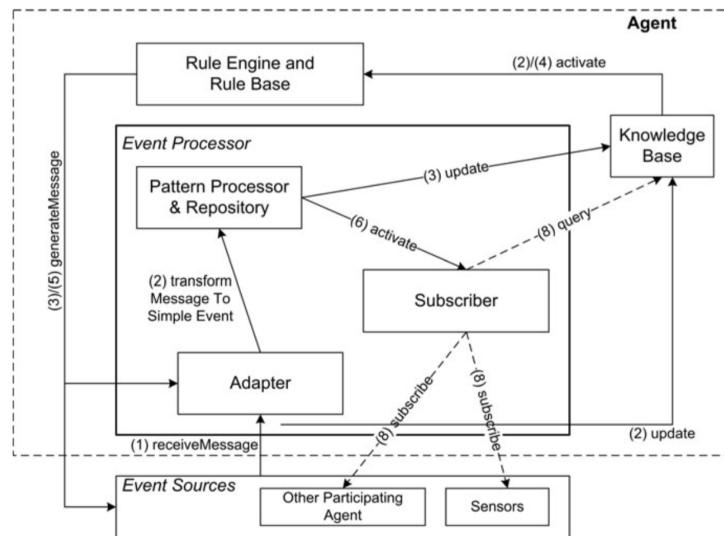 Agent
Rule Engine and
Rule Base
(2)/(4) activate
Knowledge
Base
Event Processor
Pattern Processor
& Repository
(3) update
(6) activate
(8) query
(3)/(5) generateMessage
(2) transform
Message To
Simple Event
Subscriber
Adapter
(8) subscribe
(8) subscribe
(1) receiveMessage
(2) update
Event Sources
Other Participating
Agent
Sensors